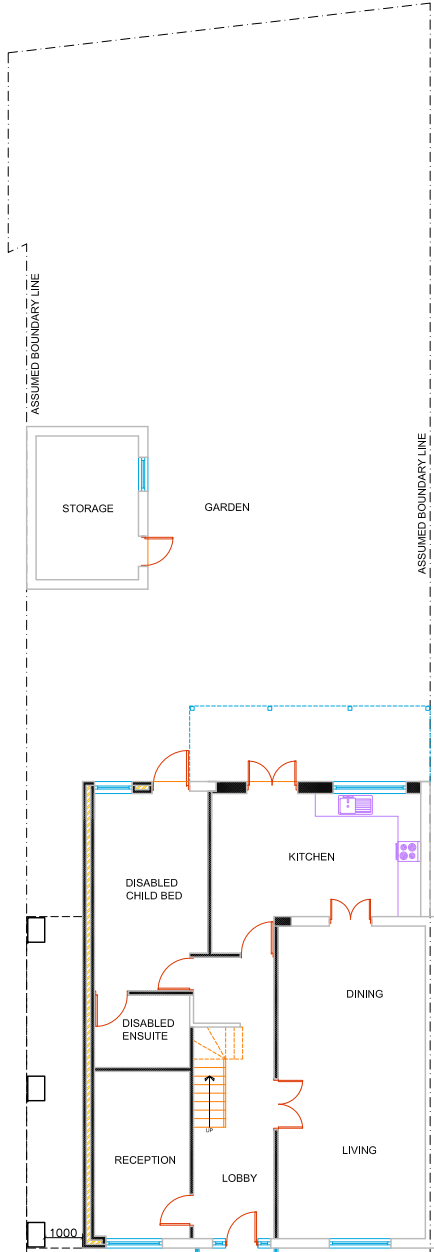 ASSUMED BOUNDARY LINE
ASSUMED BOUNDARY LINE
STORAGE
GARDEN
KITCHEN
DISABLED
CHILD BED
DINING
DISABLED
ENSUITE
UP
LIVING
RECEPTION
LOBBY
1000